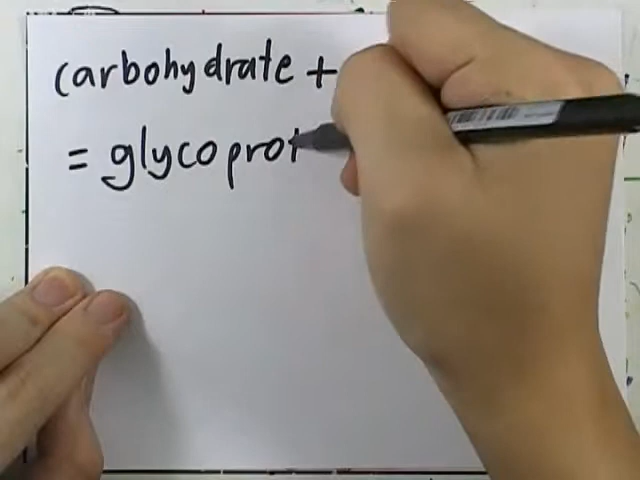 carbohydrate +
= glycoprot